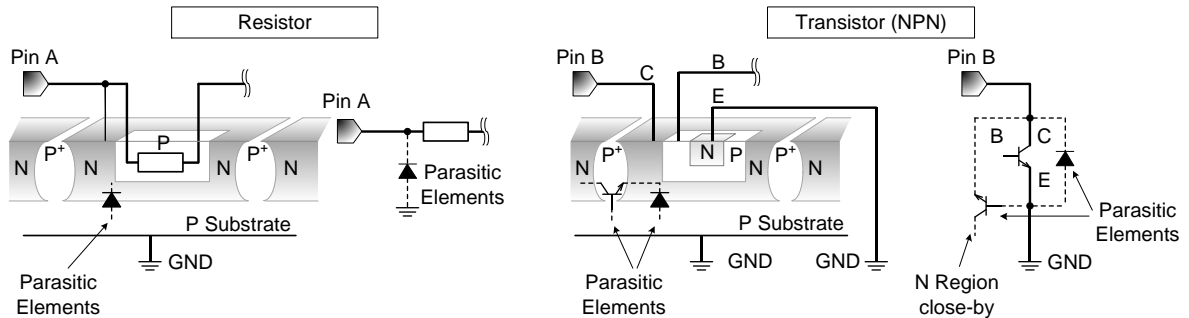 Resistor
Transistor (NPN)
Pin A
Pin B
Pin B
C
B
E
Pin A
N
P+
N
P
P+
N
N
P+
N
N
P
P+
N
B
C
E
Parasitic
Elements
P Substrate
GND
Parasitic
Elements
P Substrate
GND
GND
Parasitic
Elements
Parasitic
Elements
GND
N Region
close-by